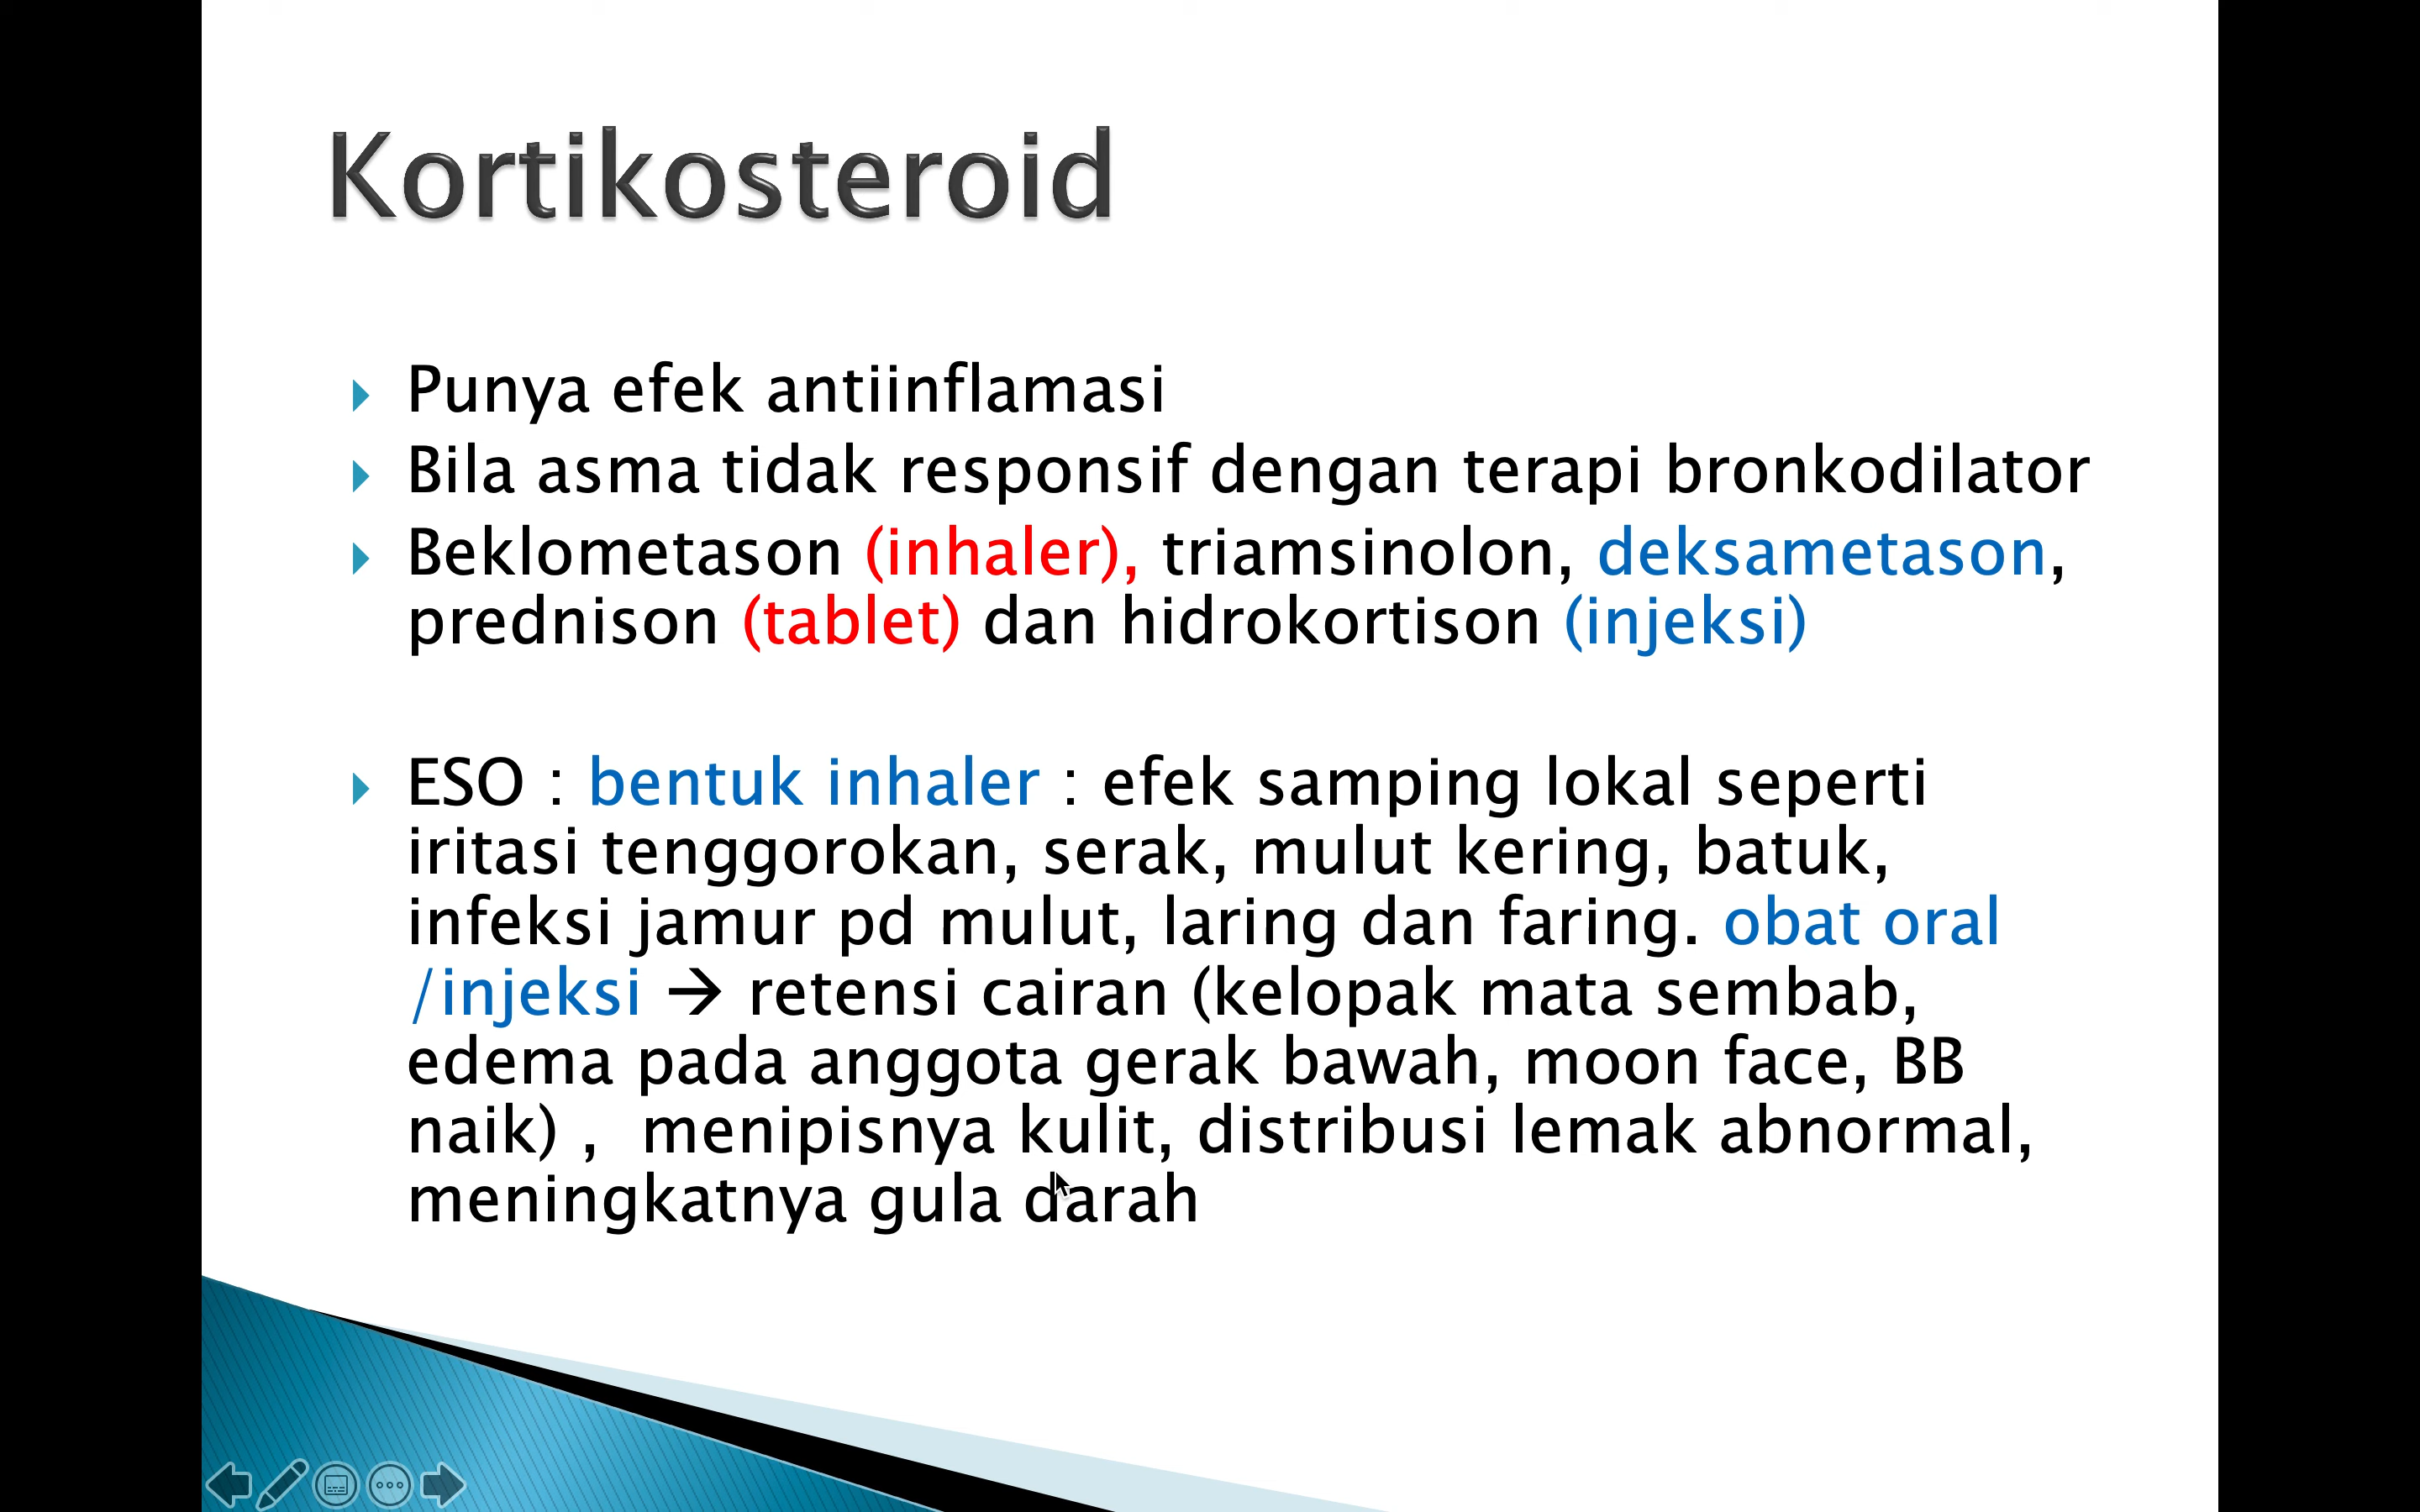 Kortikosteroid
Punya efek antiinflamasi
Bila asma tidak responsif dengan terapi bronkodilator
Beklometason (inhaler), triamsinolon, deksametason,
prednison (tablet) dan hidrokortison (injeksi)
ESO : bentuk inhaler : efek samping lokal seperti
iritasi tenggorokan, serak, mulut kering, batuk,
infeksi jamur pd mulut, laring dan faring. obat oral
/injeksi → retensi cairan (kelopak mata sembab,
edema pada anggota gerak bawah, moon face, BB
naik) , menipisnya kulit, distribusi lemak abnormal,
meningkatnya gula darah